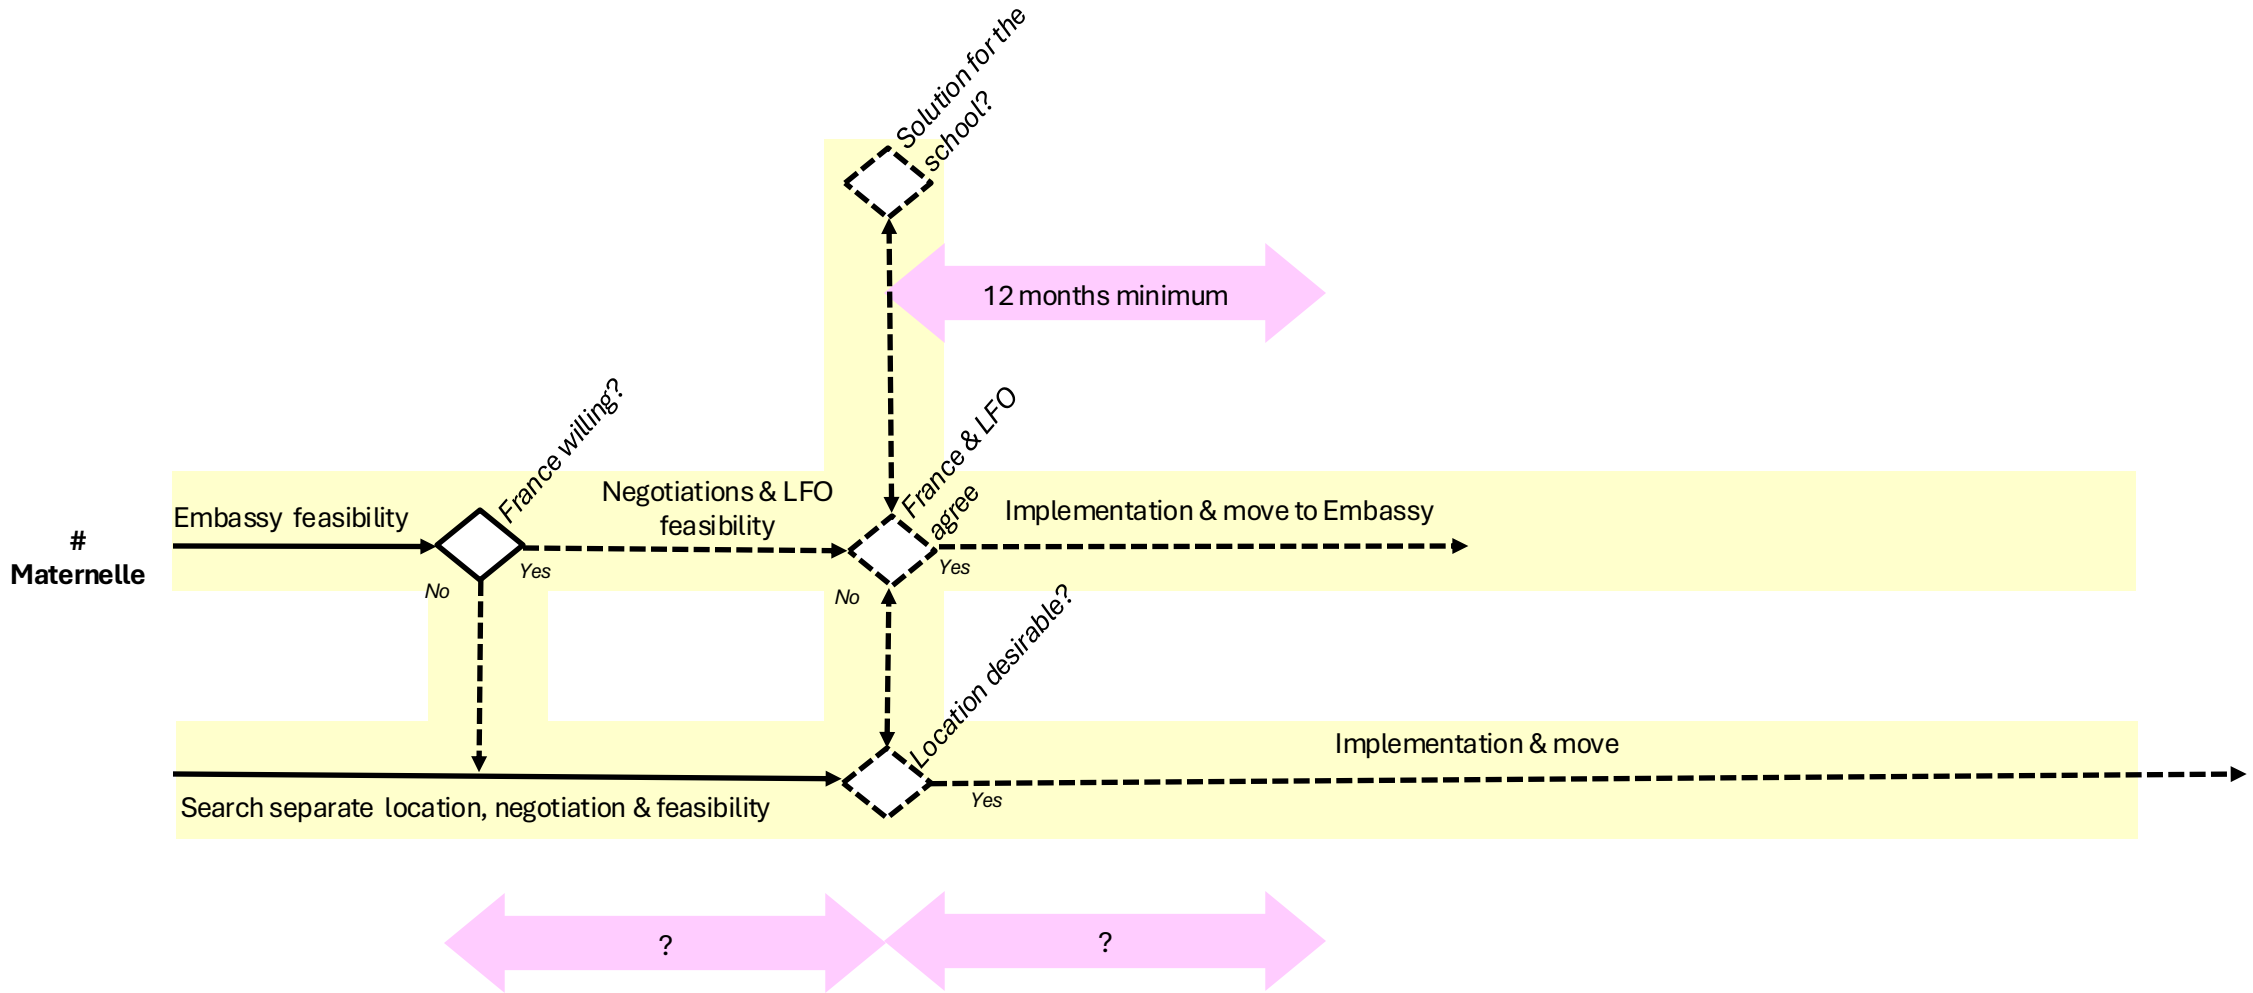 Solution for the
school?
12 months minimum
France willing?
France & LFO
agree
Negotiations & LFO
feasibility
Embassy feasibility
Implementation & move to Embassy
#
Maternelle
No
Yes
No
Yes
Location desirable?
Implementation & move
Search separate location, negotiation & feasibility
Yes
?
?